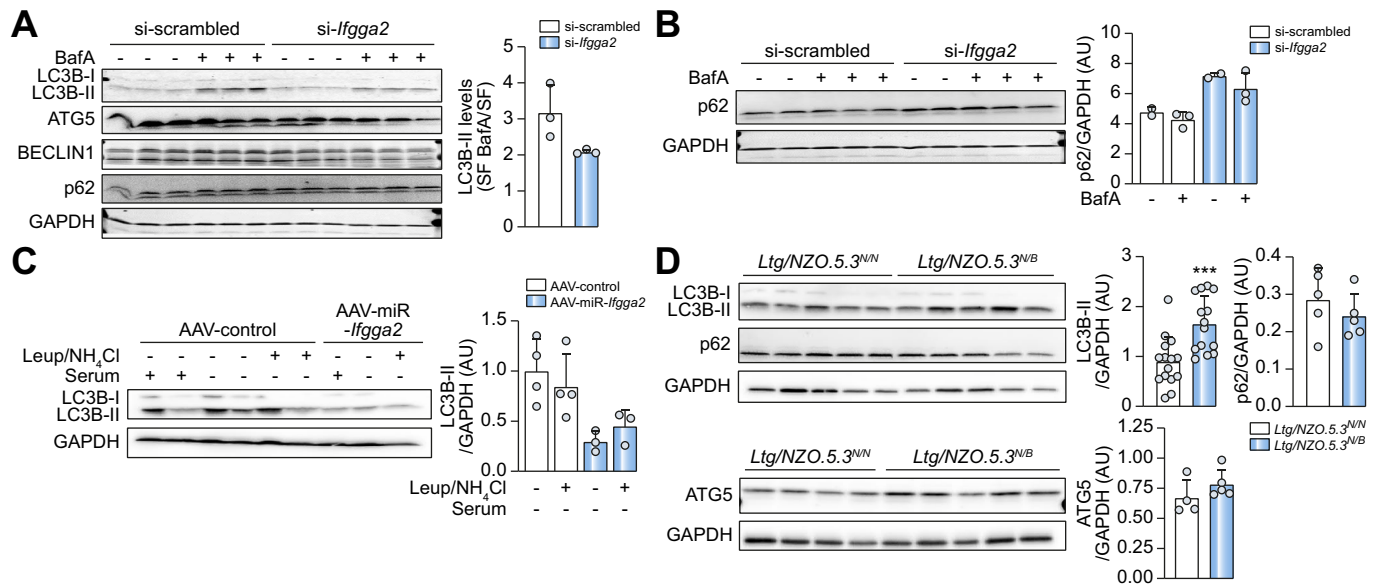 A
si-scrambled si-Ifgga2
BafA - - - + + + - - - + + +
LC3B-I
LC3B-II
ATG5
BECLIN1
p62
GAPDH
si-scrambled
si-Ifgga2
LC3B-II levels
(SF BafA/SF)
5
4
3
2
1
0
B
si-scrambled si-Ifgga2
BafA - - + + + - - + + +
p62
GAPDH
si-scrambled
si-Ifgga2
p62/GAPDH (AU)
10
8
6
4
2
0
BafA - + - +
C
AAV-control
AAV-miR
-Ifgga2
Leup/NH4Cl - - - - + + - - +
Serum + + - - - - + - -
LC3B-I
LC3B-II
GAPDH
AAV-control
AAV-miR-Ifgga2
LC3B-II
/GAPDH (AU)
1.5
1.0
0.5
0.0
Leup/NH4Cl - + - +
Serum - - - -
D
Ltg/NZO.5.3N/N Ltg/NZO.5.3N/B
LC3B-I
LC3B-II
p62
GAPDH
LC3B-II
/GAPDH (AU)
3
2
1
0
***
p62/GAPDH (AU)
0.4
0.3
0.2
0.1
0.0
Ltg/NZO.5.3N/N
Ltg/NZO.5.3N/B
Ltg/NZO.5.3N/N Ltg/NZO.5.3N/B
ATG5
GAPDH
ATG5
/GAPDH (AU)
1.25
1.00
0.75
0.50
0.25
0.00